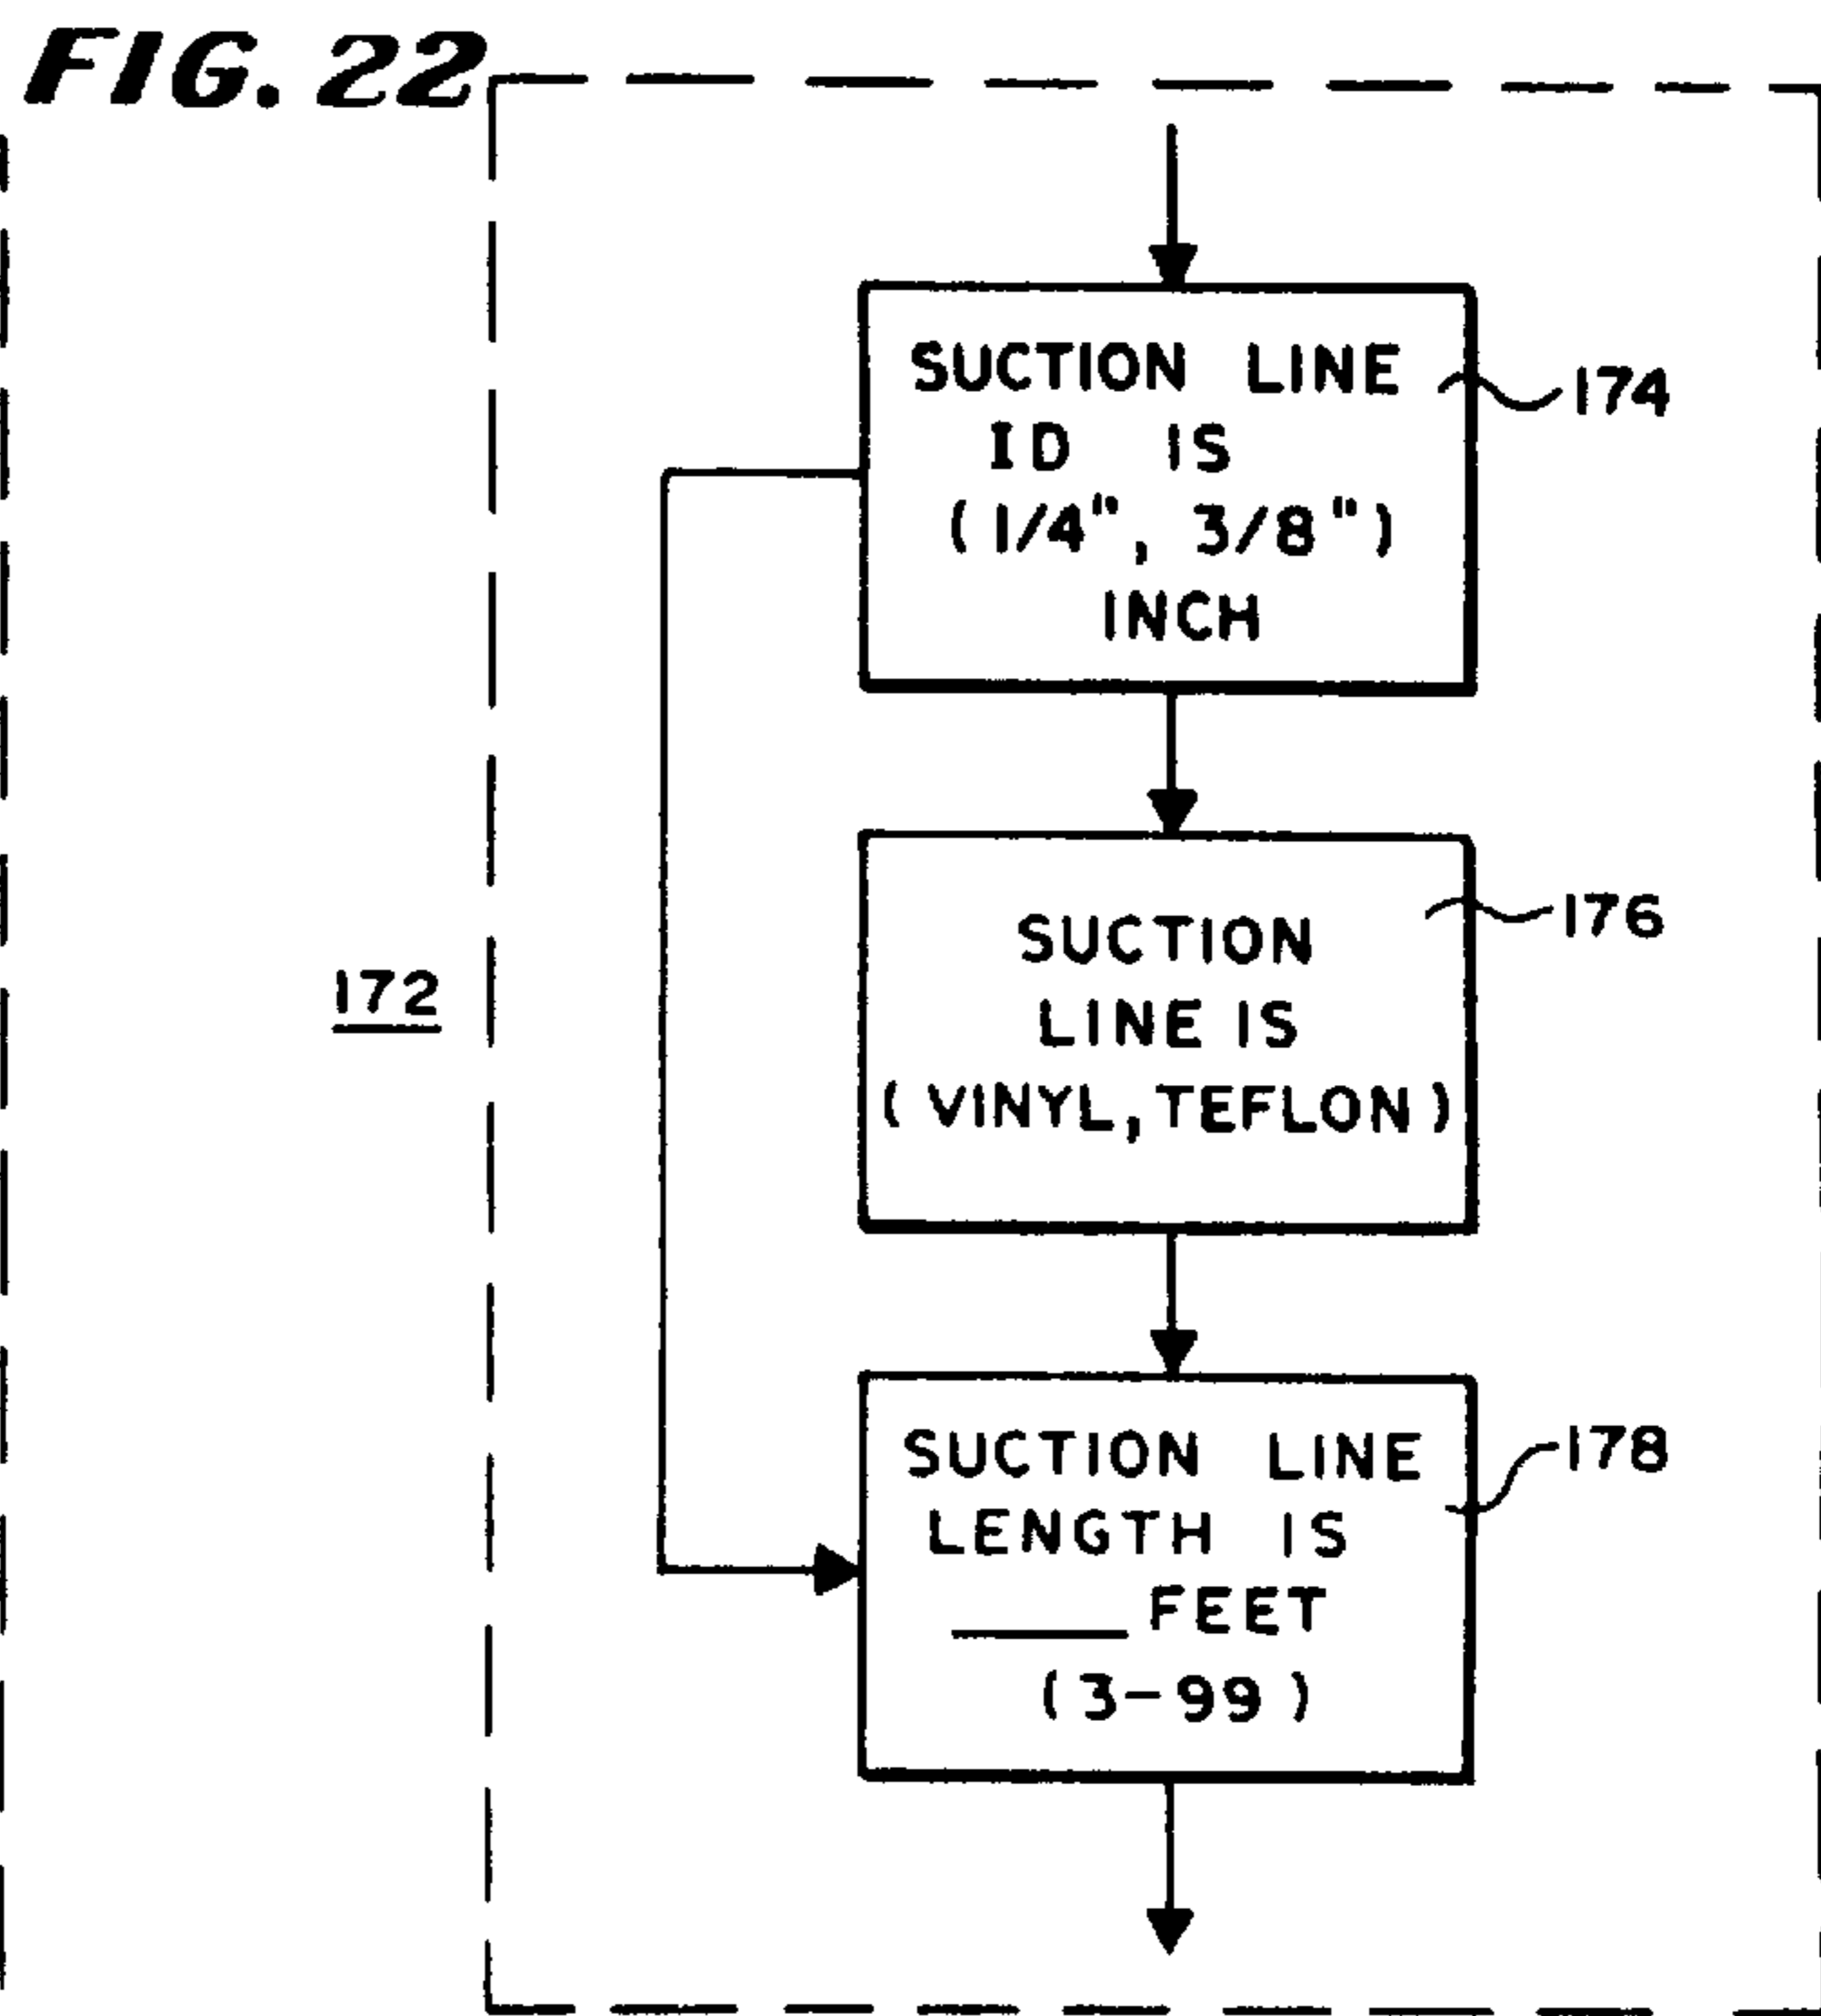 FIG. 22
SUCTION LINE
ID IS
(1/4", 3/8")
INCH
174
SUCTION
LINE IS
(VINYL, TEFLON)
176
172
SUCTION LINE
LENGTH IS
______ FEET
(3-99)
178